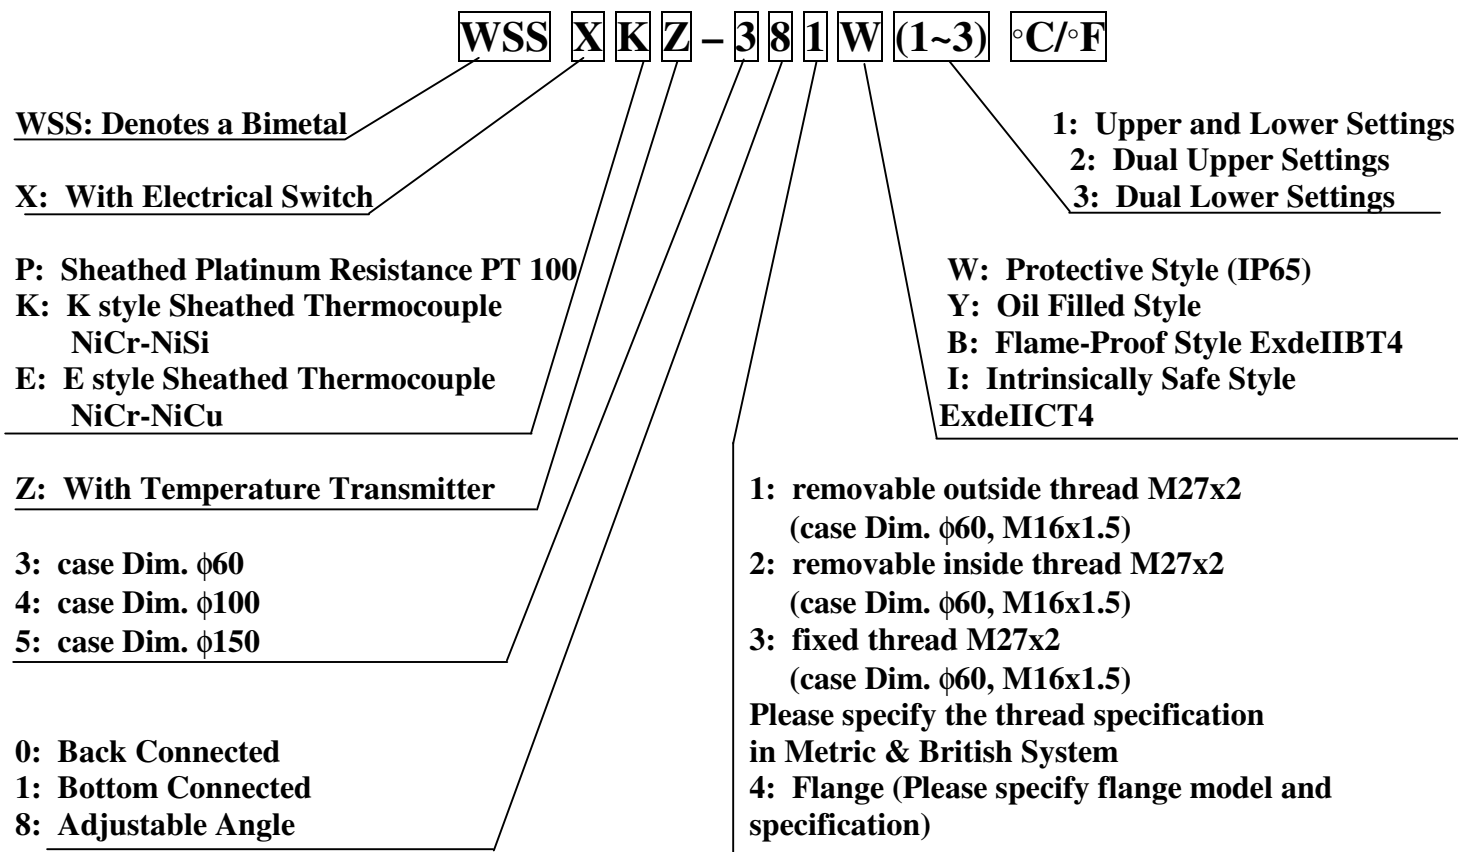 WSS X K Z – 3 8 1 W (1~3) °C/°F
WSS: Denotes a Bimetal
X: With Electrical Switch
P: Sheathed Platinum Resistance PT 100
K: K style Sheathed Thermocouple
NiCr-NiSi
E: E style Sheathed Thermocouple
NiCr-NiCu
Z: With Temperature Transmitter
3: case Dim. ϕ60
4: case Dim. ϕ100
5: case Dim. ϕ150
0: Back Connected
1: Bottom Connected
8: Adjustable Angle
1: Upper and Lower Settings
2: Dual Upper Settings
3: Dual Lower Settings
W: Protective Style (IP65)
Y: Oil Filled Style
B: Flame-Proof Style ExdeIIBT4
I: Intrinsically Safe Style
ExdeIICT4
1: removable outside thread M27x2
(case Dim. ϕ60, M16x1.5)
2: removable inside thread M27x2
(case Dim. ϕ60, M16x1.5)
3: fixed thread M27x2
(case Dim. ϕ60, M16x1.5)
Please specify the thread specification
in Metric & British System
4: Flange (Please specify flange model and
specification)